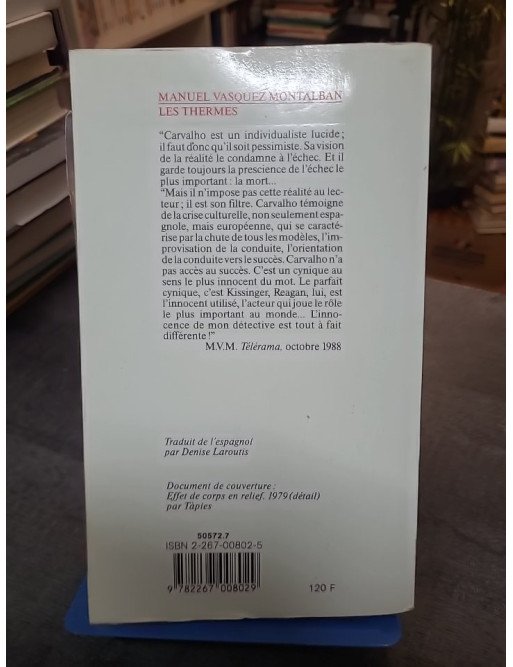 MANUEL VASQUEZ MONTALBAN
LES THERMES
"Carvalho est un individualiste lucide ;
il faut donc qu'il soit pessimiste. Sa vision
de la réalité le condamne à l'échec. Et il
garde toujours la prescience de l'échec le
plus important : la mort...
"Mais il n'impose pas cette réalité au lec-
teur ; il est son filtre. Carvalho témoigne
de la crise culturelle, non seulement espa-
gnole, mais européenne, qui se caracté-
rise par la chute de tous les modèles, l'im-
provisation de la conduite, l'orientation
de la conduite vers le succès. Carvalho n'a
pas accès au succès. C'est un cynique au
sens le plus innocent du mot. Le parfait
cynique, c'est Kissinger, Reagan, lui, est
l'innocent utilisé, l'acteur qui joue le rôle
le plus important au monde... L'inno-
cence de mon détective est tout à fait
différente !"
M.V.M. Télérama, octobre 1988
Traduit de l'espagnol
par Denise Laroutis
Document de couverture :
Effet de corps en relief. 1979 (détail)
par Tàpies
50572.7
ISBN 2-267-00802-5
9 782267 008029
120 F